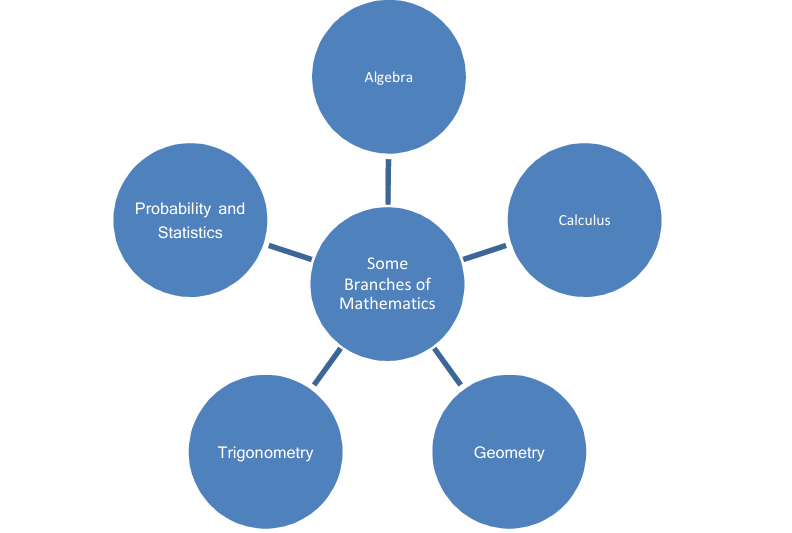 Algebra
Probability and
Statistics
Calculus
Some
Branches of
Mathematics
Trigonometry
Geometry